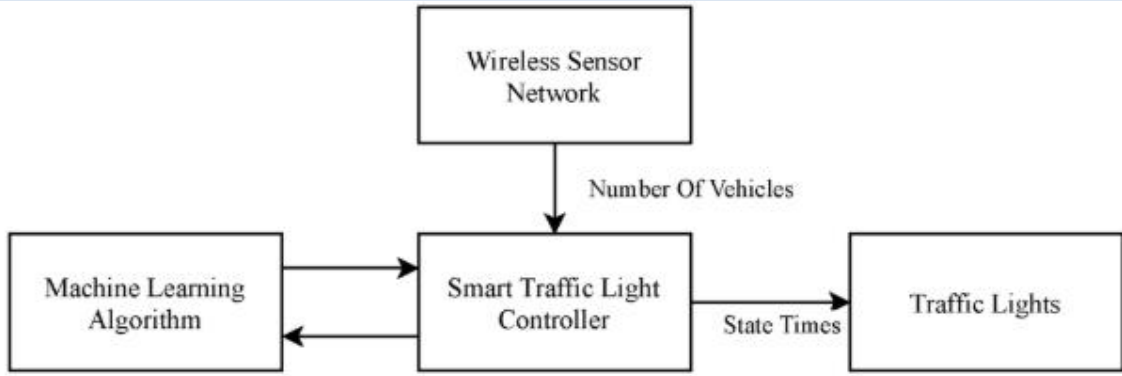 Wireless Sensor
Network
Number Of Vehicles
Machine Learning
Algorithm
Smart Traffic Light
Controller
State Times
Traffic Lights